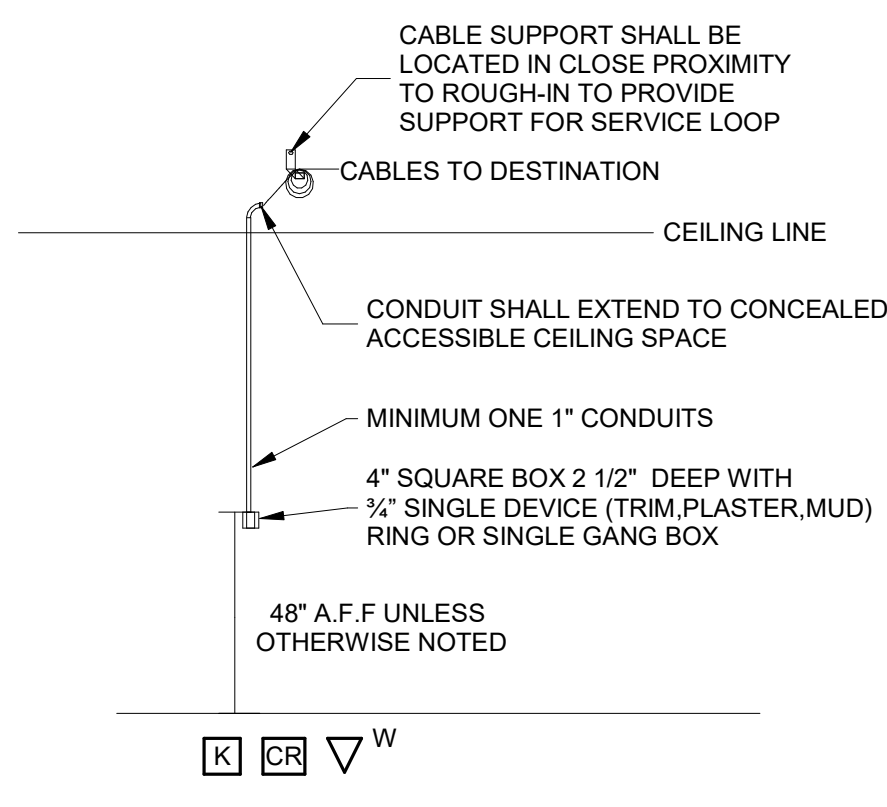 CABLE SUPPORT SHALL BE
LOCATED IN CLOSE PROXIMITY
TO ROUGH-IN TO PROVIDE
SUPPORT FOR SERVICE LOOP
CABLES TO DESTINATION
CEILING LINE
CONDUIT SHALL EXTEND TO CONCEALED
ACCESSIBLE CEILING SPACE
MINIMUM ONE 1" CONDUITS
4" SQUARE BOX 2 1/2" DEEP WITH
¾” SINGLE DEVICE (TRIM,PLASTER,MUD)
RING OR SINGLE GANG BOX
48" A.F.F UNLESS
OTHERWISE NOTED
K CR W